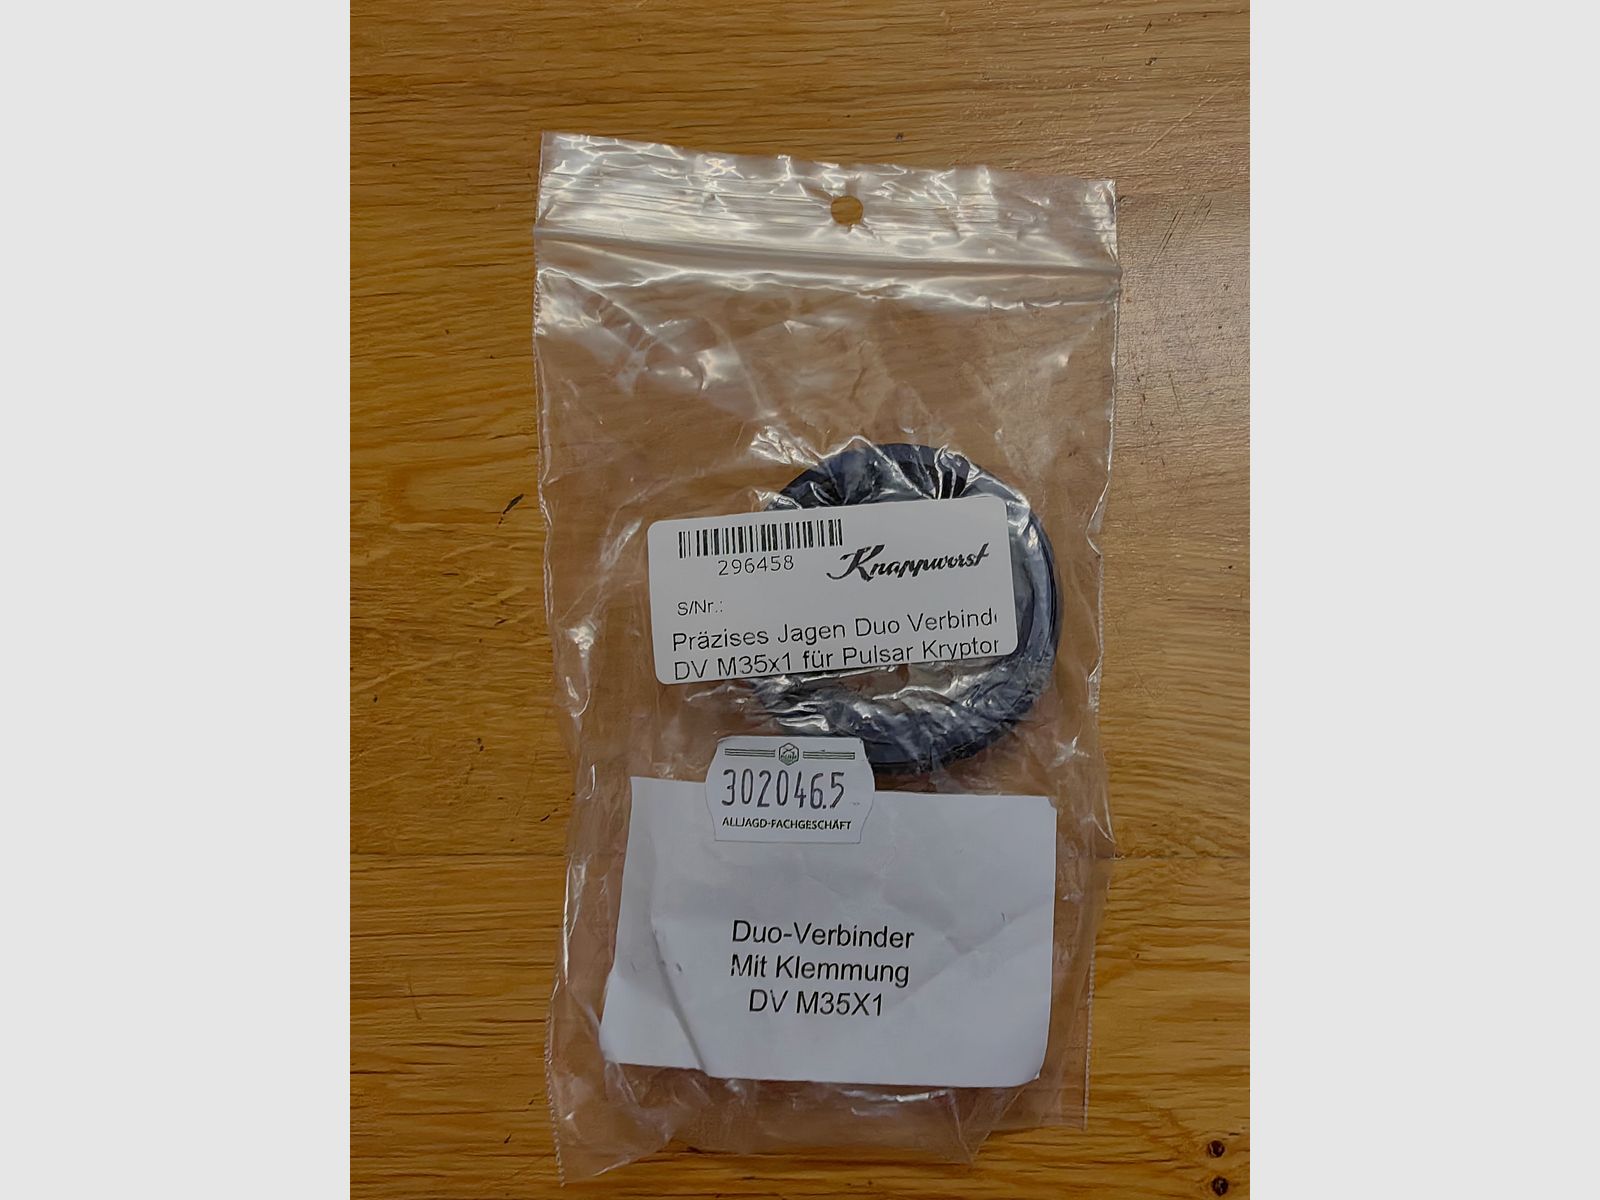 296458
Knappworst
S/Nr.:
Präzises Jagen Duo Verbinde
DV M35x1 für Pulsar Krypton
302046.5
ALLJAGD-FACHGESCHÄFT
Duo-Verbinder
Mit Klemmung
DV M35X1